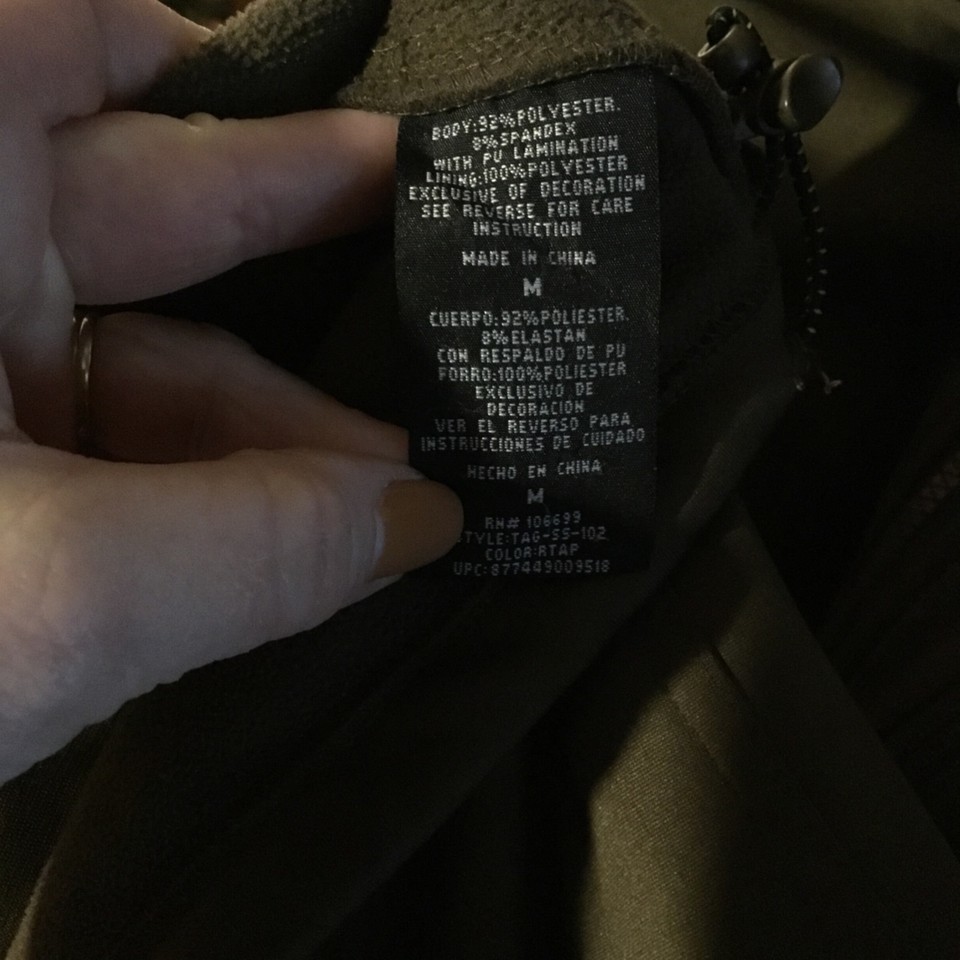 BODY:92%POLYESTER.
8%SPANDEX
WITH PU LAMINATION
LINING:100%POLYESTER
EXCLUSIVE OF DECORATION
SEE REVERSE FOR CARE
INSTRUCTION
MADE IN CHINA
M
CUERPO:92%POLIESTER.
8%ELASTAN
CON RESPALDO DE PU
FORRO:100%POLIESTER
EXCLUSIVO DE
DECORACION
VER EL REVERSO PARA
INSTRUCCIONES DE CUIDADO
HECHO EN CHINA
M
RN# 106699
TYLE:TAG-SS-102
COLOR:RTAP
UPC:877449009518